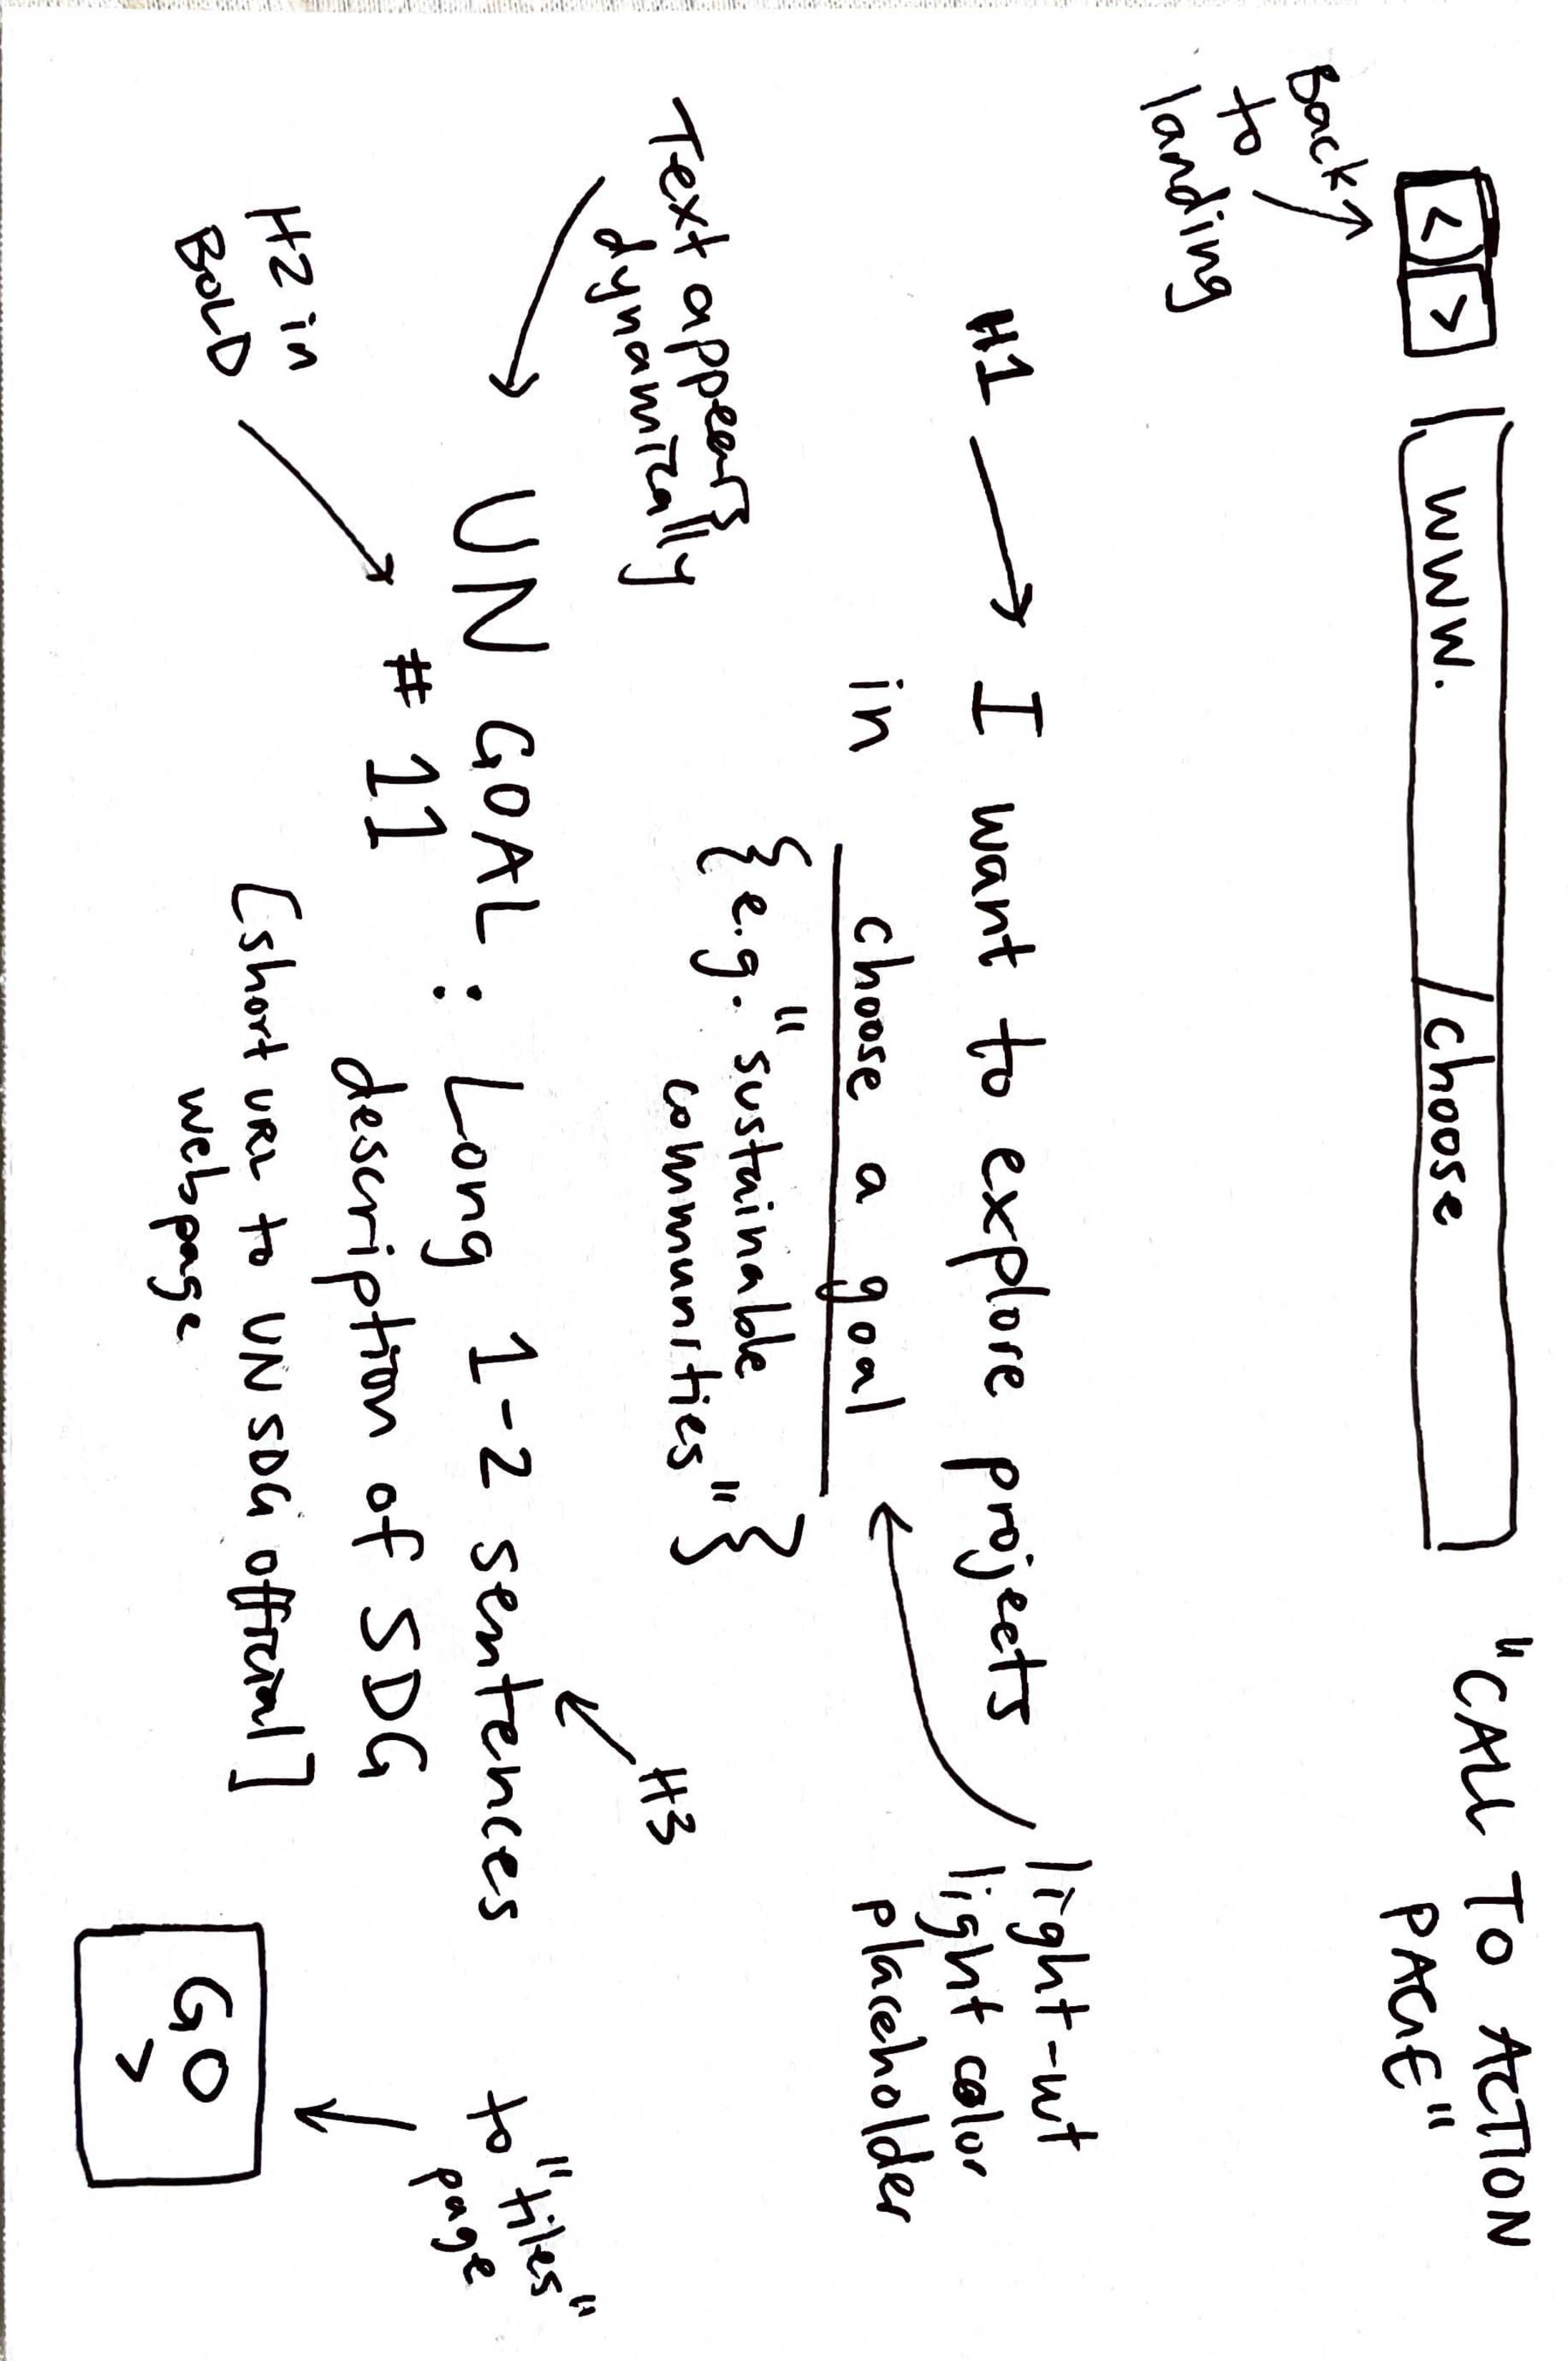 < > www. /choose
"CALL TO ACTION
PAGE"
Back
to
landing
H1 I want to explore projects
in choose a goal
light-wt
light color
placeholder
{e.g. "sustainable
communities"}
Text appears
dynamically
H3
UN GOAL : Long 1-2 sentences
# 11 description of SDG
[short URL to UN SDG official]
webpage
H2 in
BOLD
to "tiles"
page
GO
>